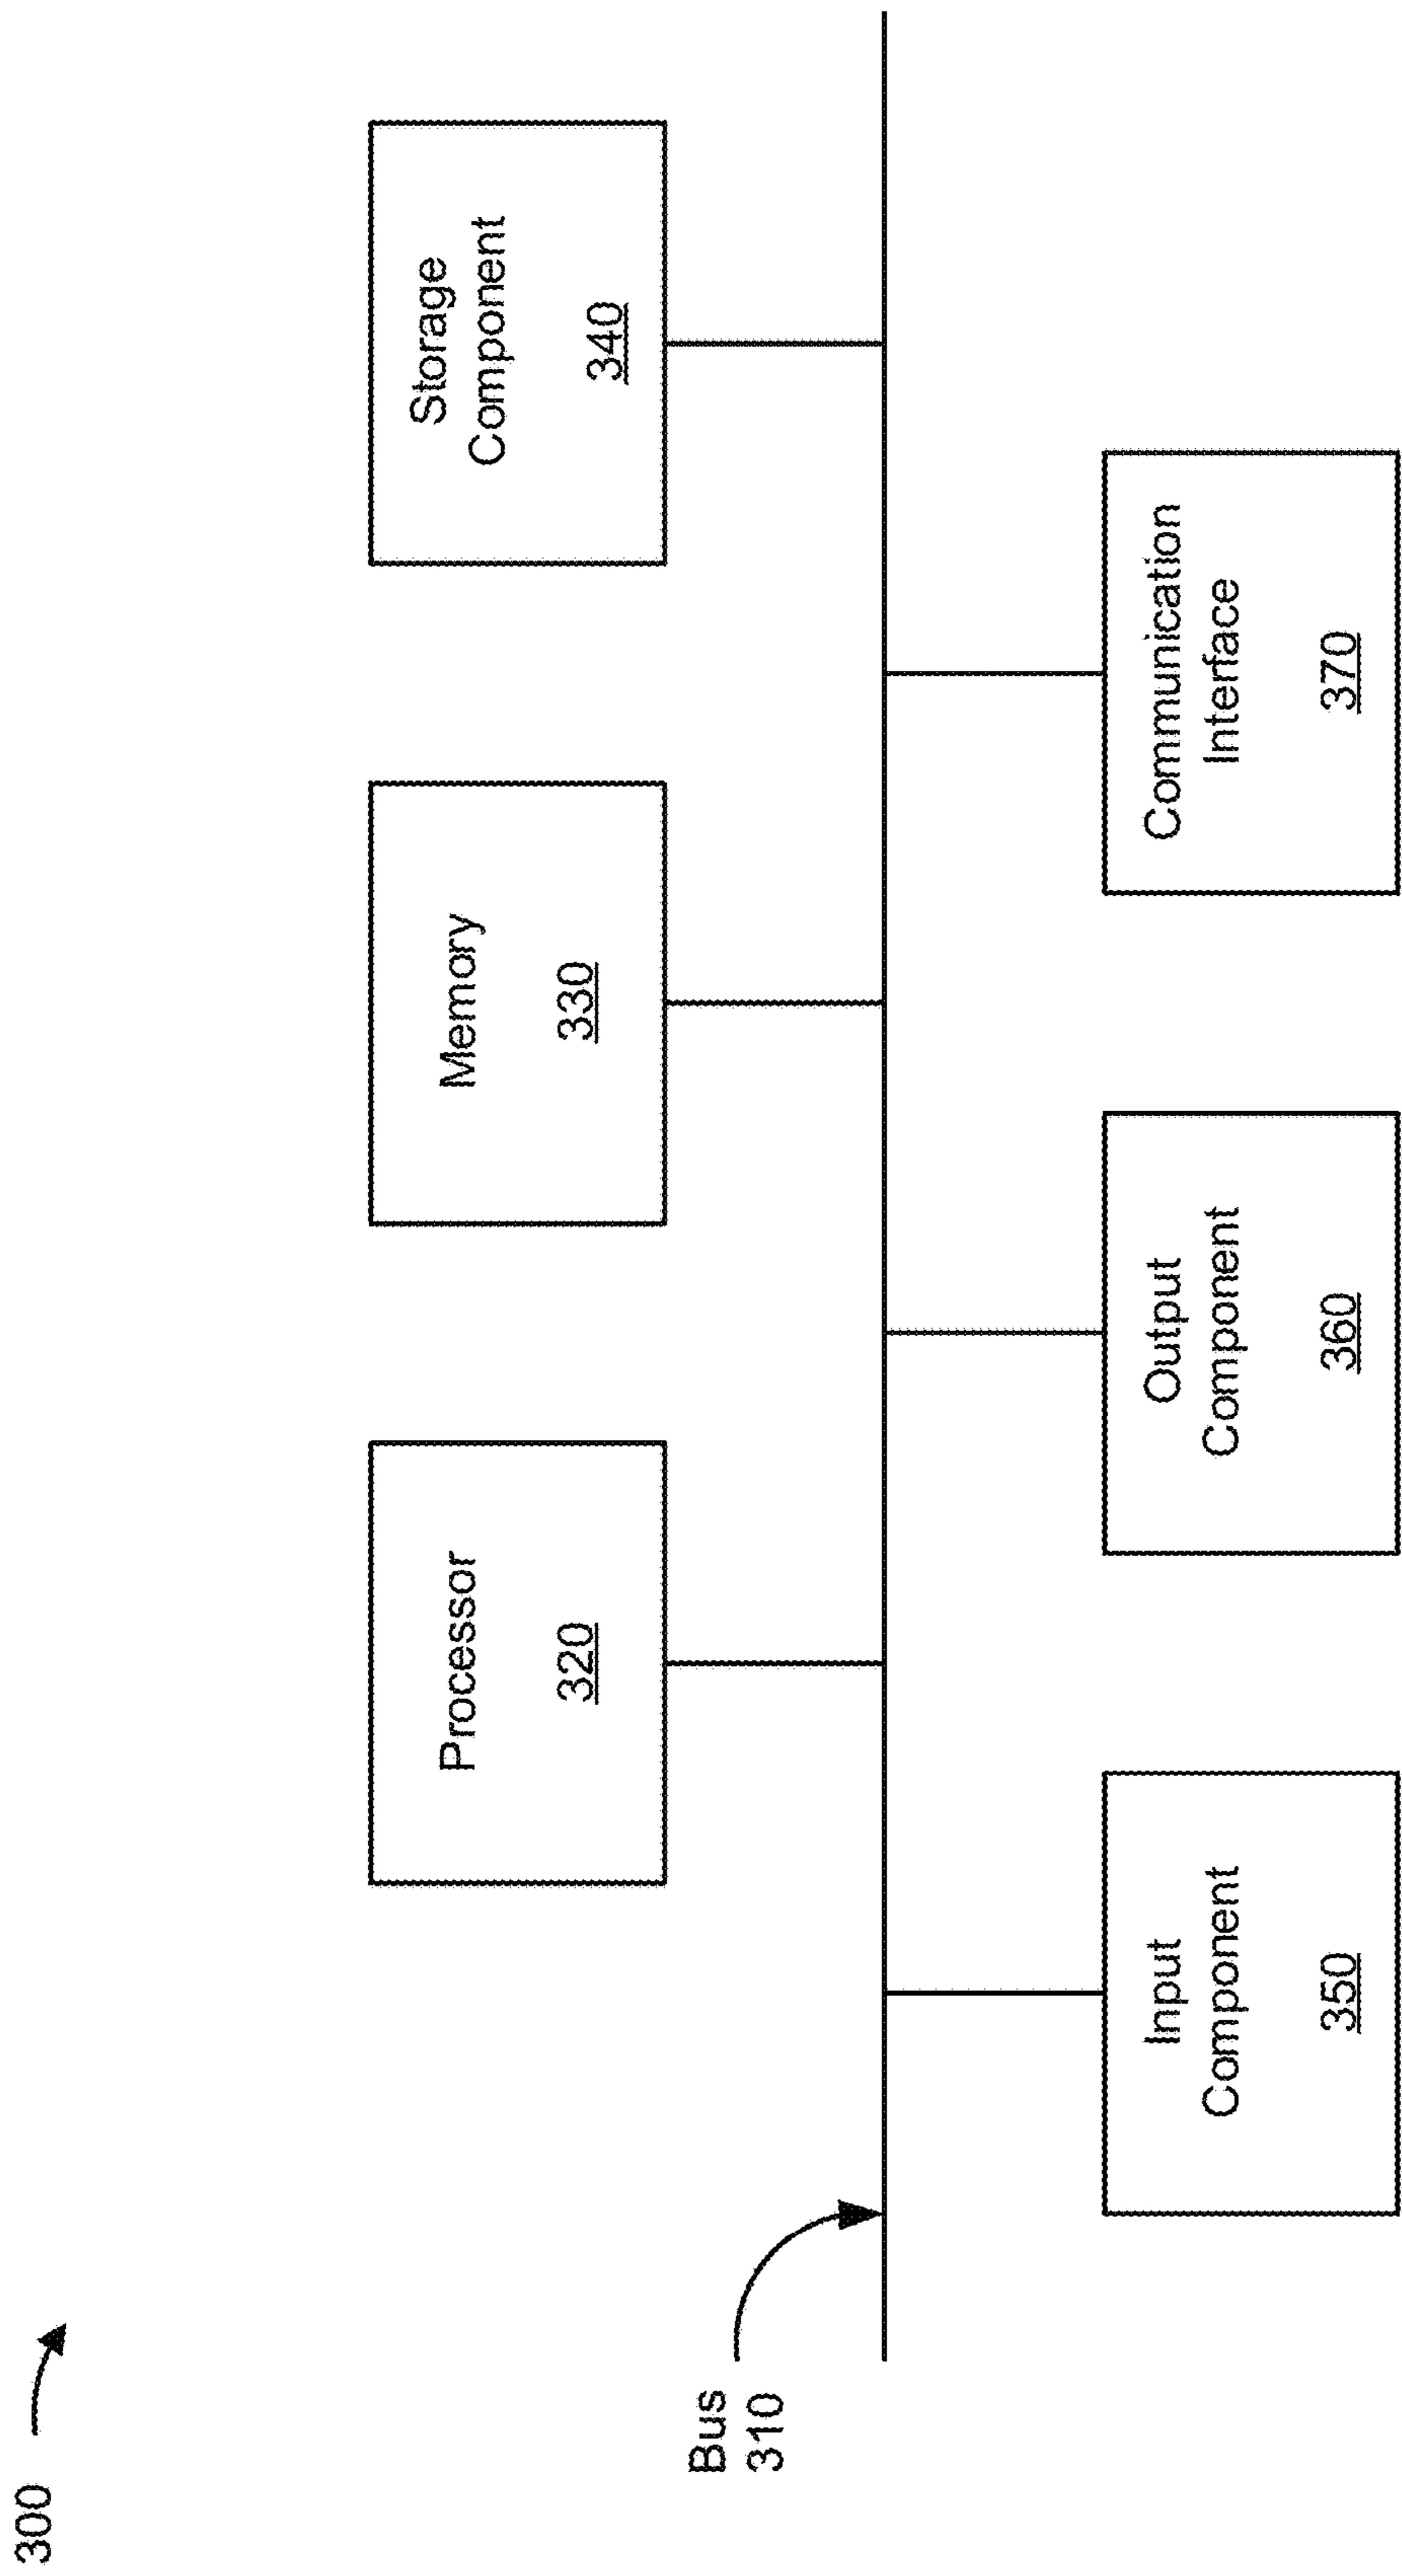 300
Processor
320
Memory
330
Storage
Component
340
Bus
310
Input
Component
350
Output
Component
360
Communication
Interface
370